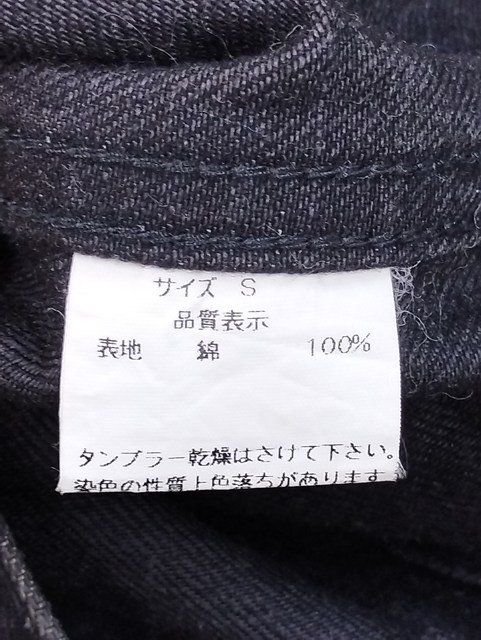 サイズ S
品質表示
表地 綿 100%
タンブラー乾燥はさけて下さい。
染色の性質上色落ちがあります